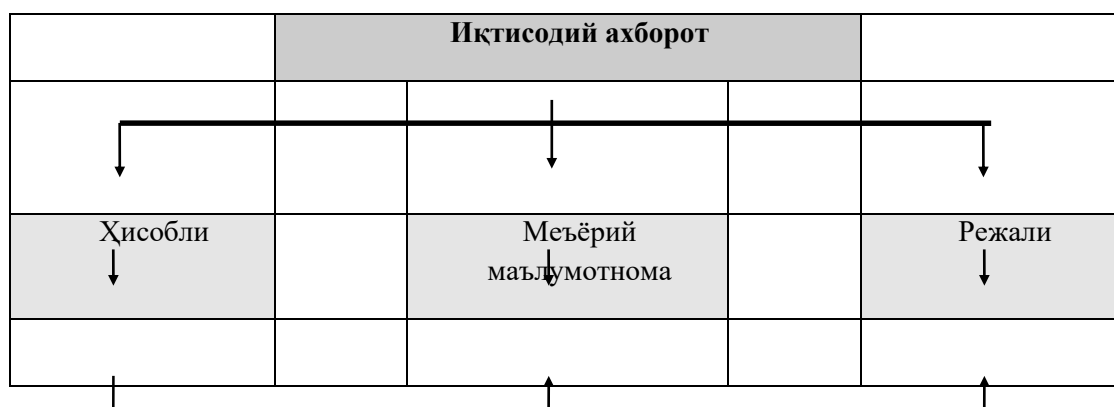 Иқтисодий ахборот
Ҳисобли
Меъёрий
маълумотнома
Режали